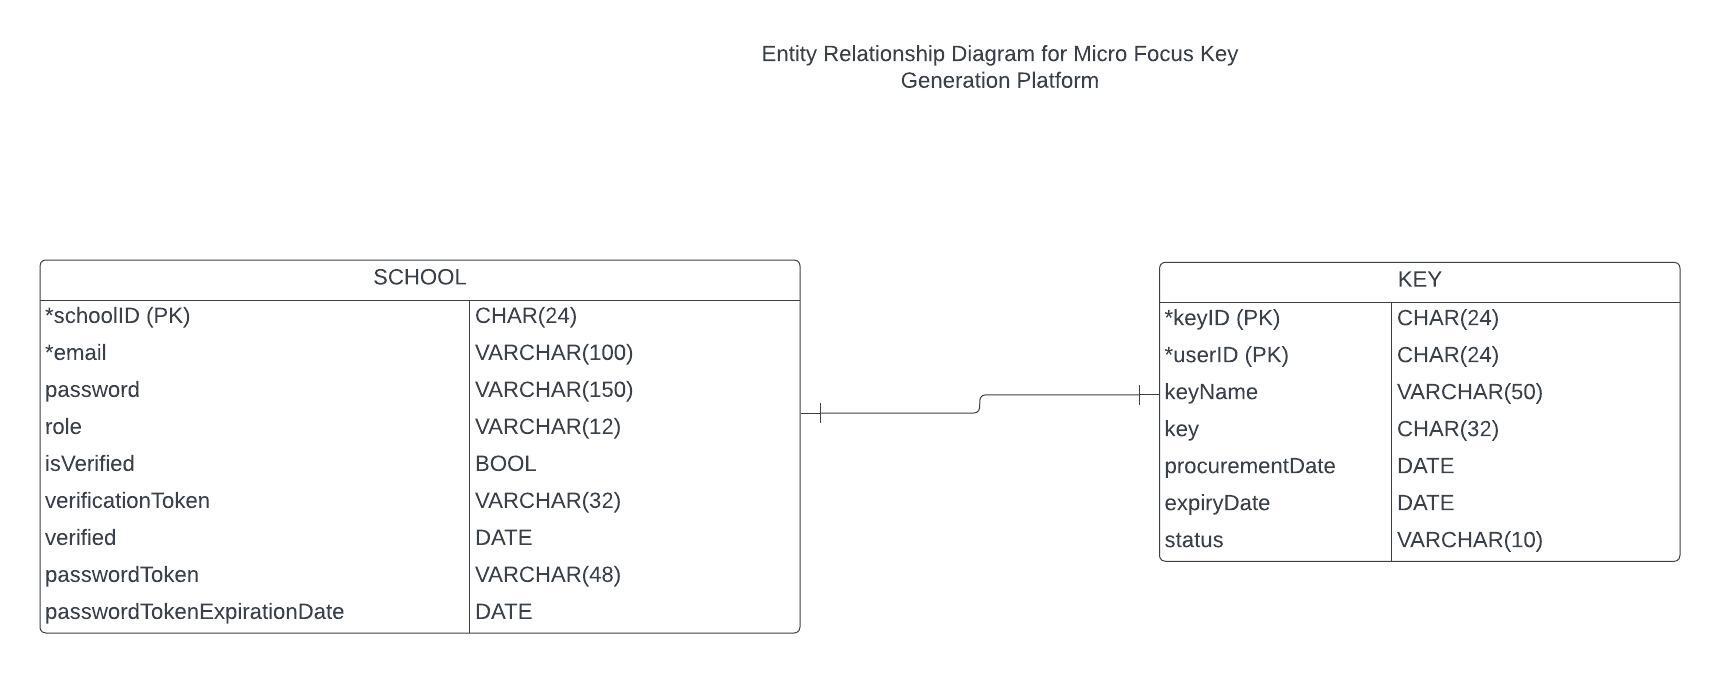 Entity Relationship Diagram for Micro Focus Key
Generation Platform
SCHOOL
*schoolID (PK) CHAR(24)
*email VARCHAR(100)
password VARCHAR(150)
role VARCHAR(12)
isVerified BOOL
verificationToken VARCHAR(32)
verified DATE
passwordToken VARCHAR(48)
passwordTokenExpirationDate DATE
KEY
*keyID (PK) CHAR(24)
*userID (PK) CHAR(24)
keyName VARCHAR(50)
key CHAR(32)
procurementDate DATE
expiryDate DATE
status VARCHAR(10)